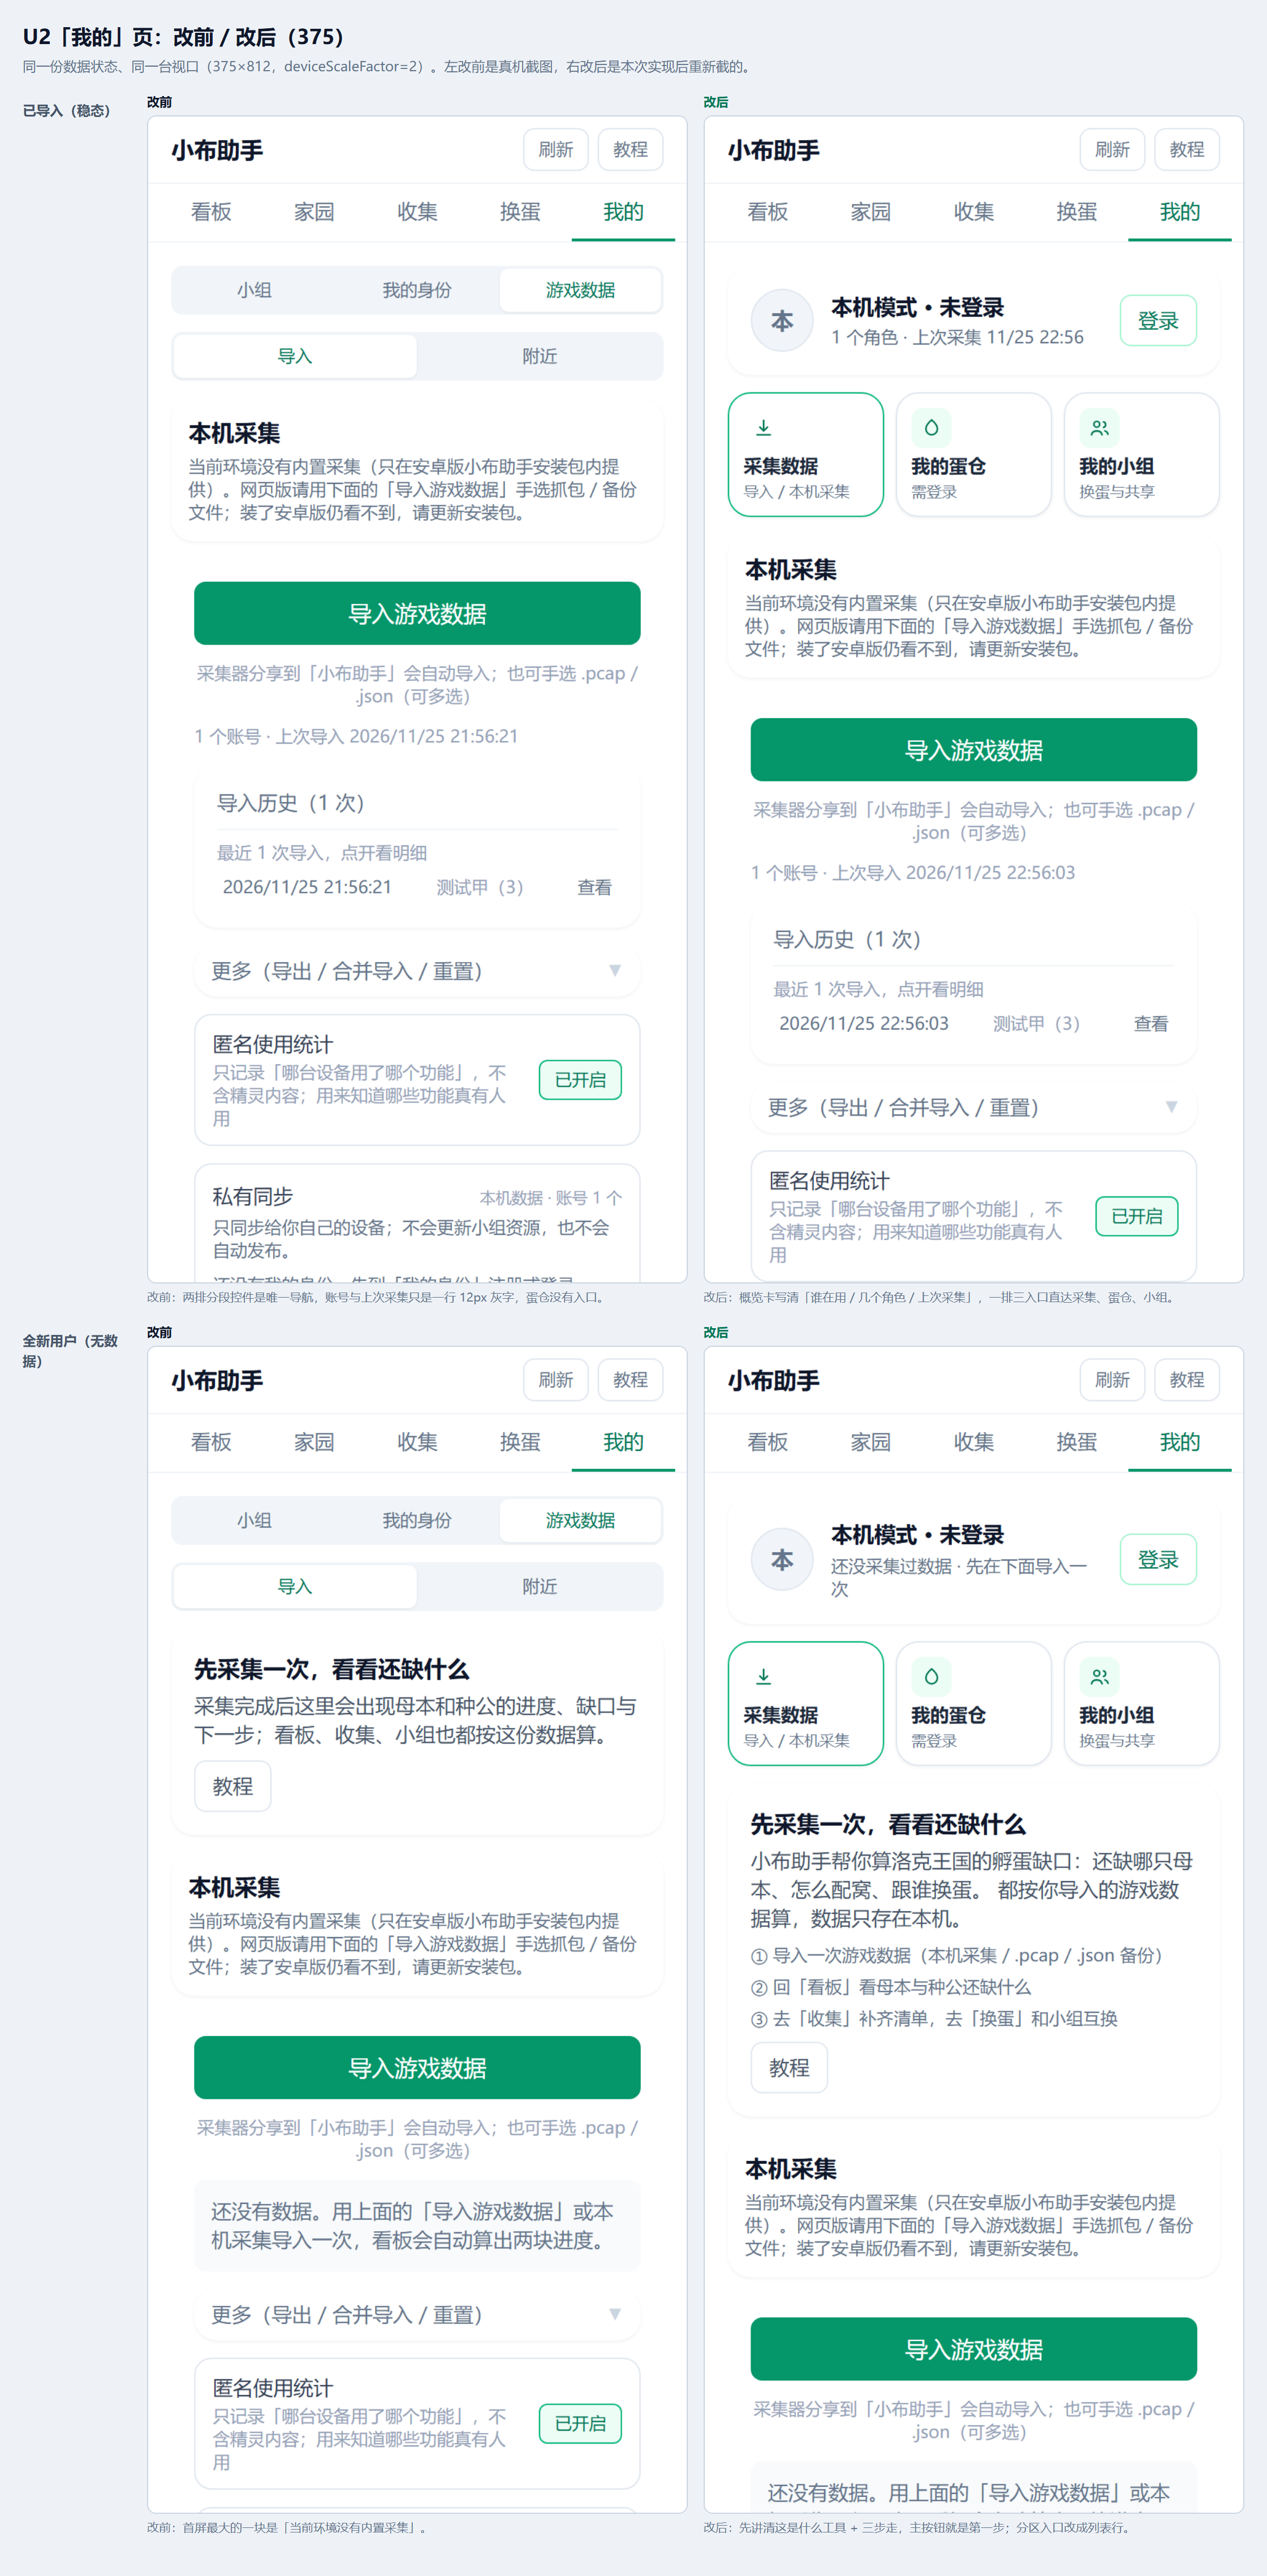 U2「我的」页：改前 / 改后（375）
同一份数据状态、同一台视口（375×812，deviceScaleFactor=2）。左改前是真机截图，右改后是本次实现后重新截的。
已导入（稳态）
改前
小布助手
刷新
教程
看板
家园
收集
换蛋
我的
小组
我的身份
游戏数据
导入
附近
本机采集
当前环境没有内置采集（只在安卓版小布助手安装包内提
供）。网页版请用下面的「导入游戏数据」手选抓包 / 备份
文件；装了安卓版仍看不到，请更新安装包。
导入游戏数据
采集器分享到「小布助手」会自动导入；也可手选 .pcap /
.json（可多选）
1 个账号 · 上次导入 2026/11/25 21:56:21
导入历史（1 次）
最近 1 次导入，点开看明细
2026/11/25 21:56:21
测试甲（3）
查看
更多（导出 / 合并导入 / 重置）
▼
匿名使用统计
只记录「哪台设备用了哪个功能」，不
含精灵内容；用来知道哪些功能真有人
用
已开启
私有同步
本机数据 · 账号 1 个
只同步给你自己的设备；不会更新小组资源，也不会
自动发布。
还没有我的身份，先到「我的身份」注册或登录
改前：两排分段控件是唯一导航，账号与上次采集只是一行 12px 灰字，蛋仓没有入口。
改后
小布助手
刷新
教程
看板
家园
收集
换蛋
我的
本
本机模式 · 未登录
1 个角色 · 上次采集 11/25 22:56
登录
采集数据
导入 / 本机采集
我的蛋仓
需登录
我的小组
换蛋与共享
本机采集
当前环境没有内置采集（只在安卓版小布助手安装包内提
供）。网页版请用下面的「导入游戏数据」手选抓包 / 备份
文件；装了安卓版仍看不到，请更新安装包。
导入游戏数据
采集器分享到「小布助手」会自动导入；也可手选 .pcap /
.json（可多选）
1 个账号 · 上次导入 2026/11/25 22:56:03
导入历史（1 次）
最近 1 次导入，点开看明细
2026/11/25 22:56:03
测试甲（3）
查看
更多（导出 / 合并导入 / 重置）
▼
匿名使用统计
只记录「哪台设备用了哪个功能」，不
含精灵内容；用来知道哪些功能真有人
用
已开启
改后：概览卡写清「谁在用 / 几个角色 / 上次采集」，一排三入口直达采集、蛋仓、小组。
全新用户（无数
据）
改前
小布助手
刷新
教程
看板
家园
收集
换蛋
我的
小组
我的身份
游戏数据
导入
附近
先采集一次，看看还缺什么
采集完成后这里会出现母本和种公的进度、缺口与
下一步；看板、收集、小组也都按这份数据算。
教程
本机采集
当前环境没有内置采集（只在安卓版小布助手安装包内提
供）。网页版请用下面的「导入游戏数据」手选抓包 / 备份
文件；装了安卓版仍看不到，请更新安装包。
导入游戏数据
采集器分享到「小布助手」会自动导入；也可手选 .pcap /
.json（可多选）
还没有数据。用上面的「导入游戏数据」或本
机采集导入一次，看板会自动算出两块进度。
更多（导出 / 合并导入 / 重置）
▼
匿名使用统计
只记录「哪台设备用了哪个功能」，不
含精灵内容；用来知道哪些功能真有人
用
已开启
改前：首屏最大的一块是「当前环境没有内置采集」。
改后
小布助手
刷新
教程
看板
家园
收集
换蛋
我的
本
本机模式 · 未登录
还没采集过数据 · 先在下面导入一
次
登录
采集数据
导入 / 本机采集
我的蛋仓
需登录
我的小组
换蛋与共享
先采集一次，看看还缺什么
小布助手帮你算洛克王国的孵蛋缺口：还缺哪只母
本、怎么配窝、跟谁换蛋。 都按你导入的游戏数
据算，数据只存在本机。
① 导入一次游戏数据（本机采集 / .pcap / .json 备份）
② 回「看板」看母本与种公还缺什么
③ 去「收集」补齐清单，去「换蛋」和小组互换
教程
本机采集
当前环境没有内置采集（只在安卓版小布助手安装包内提
供）。网页版请用下面的「导入游戏数据」手选抓包 / 备份
文件；装了安卓版仍看不到，请更新安装包。
导入游戏数据
采集器分享到「小布助手」会自动导入；也可手选 .pcap /
.json（可多选）
还没有数据。用上面的「导入游戏数据」或本
改后：先讲清这是什么工具 + 三步走，主按钮就是第一步；分区入口改成列表行。